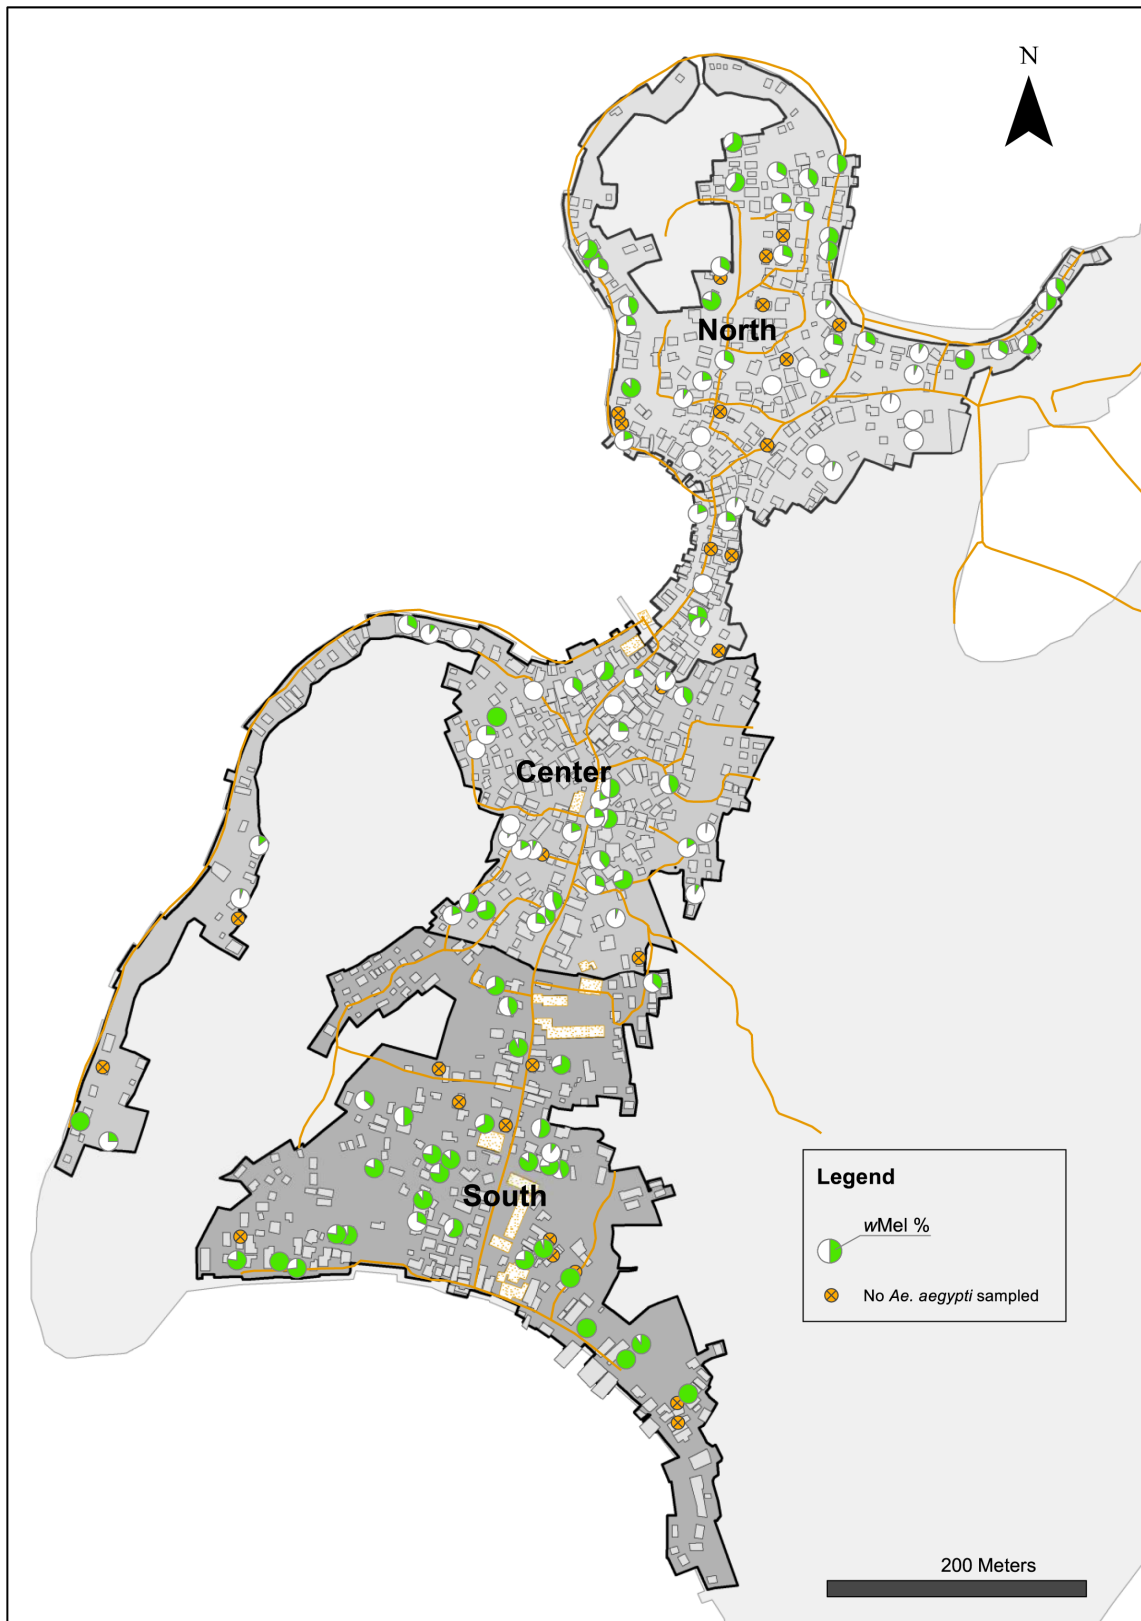 N
North
Center
South
Legend
wMel %
No Ae. aegypti sampled
200 Meters